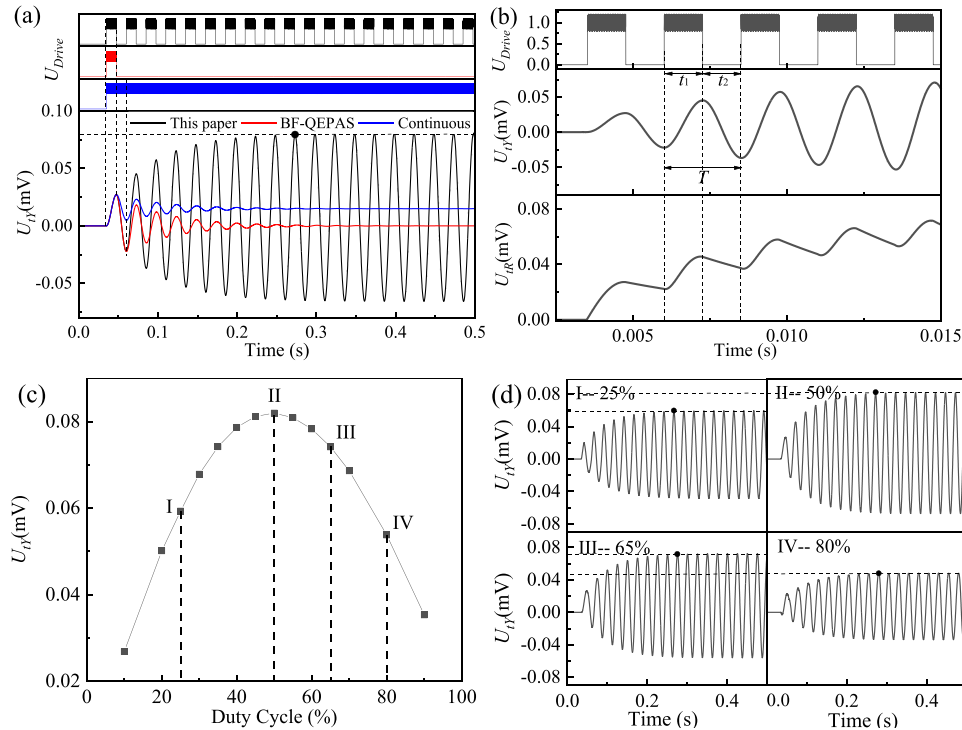 (a)
U_Drive
0.10
This paper BF-QEPAS Continuous
0.05
0.00
-0.05
U_tY(mV)
0.0 0.1 0.2 0.3 0.4 0.5
Time (s)
(b)
U_Drive
1.0
0.5
0.0
t1 t2
0.05
0.00
-0.05
U_tY(mV)
T
0.08
0.04
0.00
U_tR(mV)
0.005 0.010 0.015
Time (s)
(c)
II
0.08
III
I
0.06
IV
0.04
0.02
U_tY(mV)
0 20 40 60 80 100
Duty Cycle (%)
(d)
I-- 25% II-- 50%
0.08
0.04
0.00
-0.08
U_tY(mV)
III-- 65% IV-- 80%
0.08
0.04
0.00
-0.08
U_tY(mV)
0.0 0.2 0.4 0.0 0.2 0.4
Time (s) Time (s)